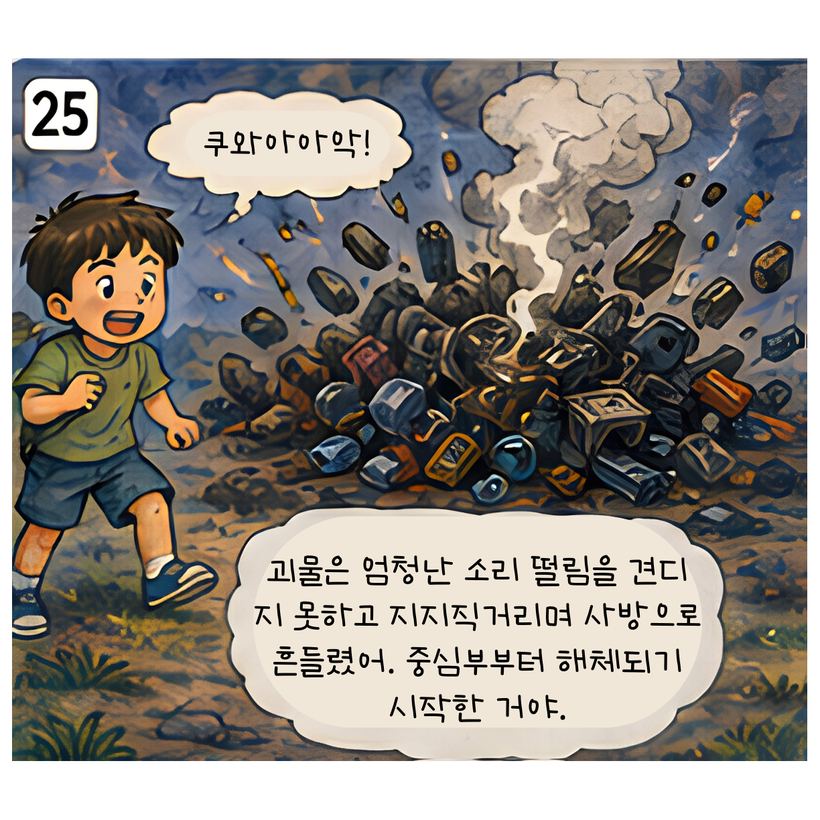 25
쿠와아아악!
괴물은 엄청난 소리 떨림을 견디
지 못하고 지지직거리며 사방으로
흔들렸어. 중심부부터 해체되기
시작한 거야.